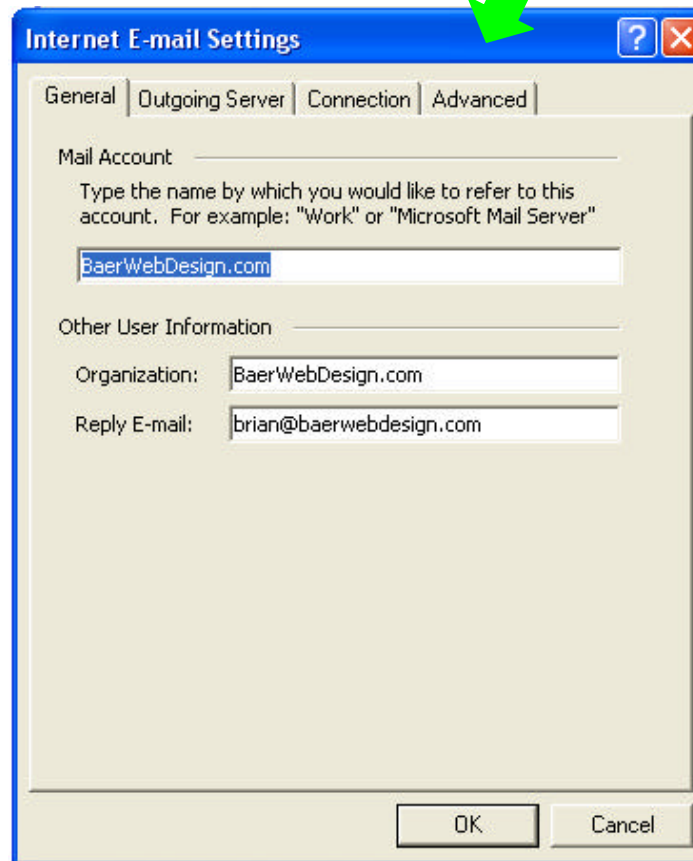 Internet E-mail Settings
General Outgoing Server Connection Advanced
Mail Account
Type the name by which you would like to refer to this
account. For example: "Work" or "Microsoft Mail Server"
BaerWebDesign.com
Other User Information
Organization: BaerWebDesign.com
Reply E-mail: brian@baerwebdesign.com
OK Cancel